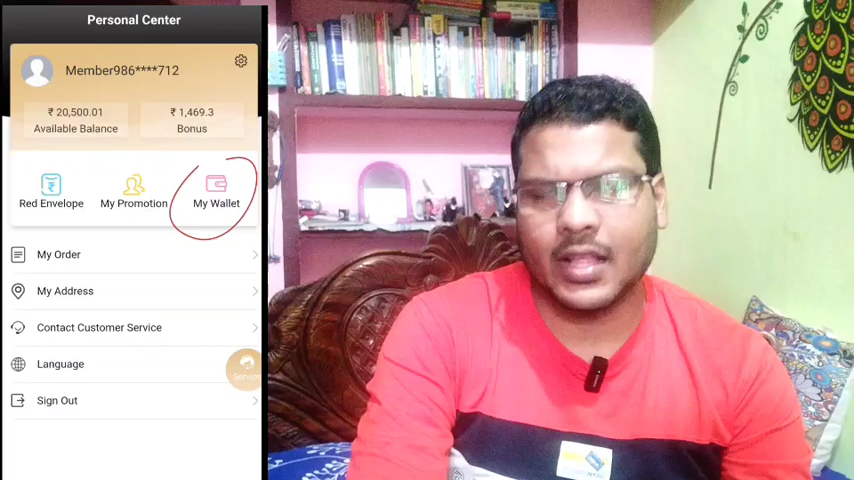 Personal Center
Member986****712
₹ 20,500.01
Available Balance
₹ 1,469.3
Bonus
Red Envelope
My Promotion
My Wallet
My Order
My Address
Contact Customer Service
Language
Service
Sign Out